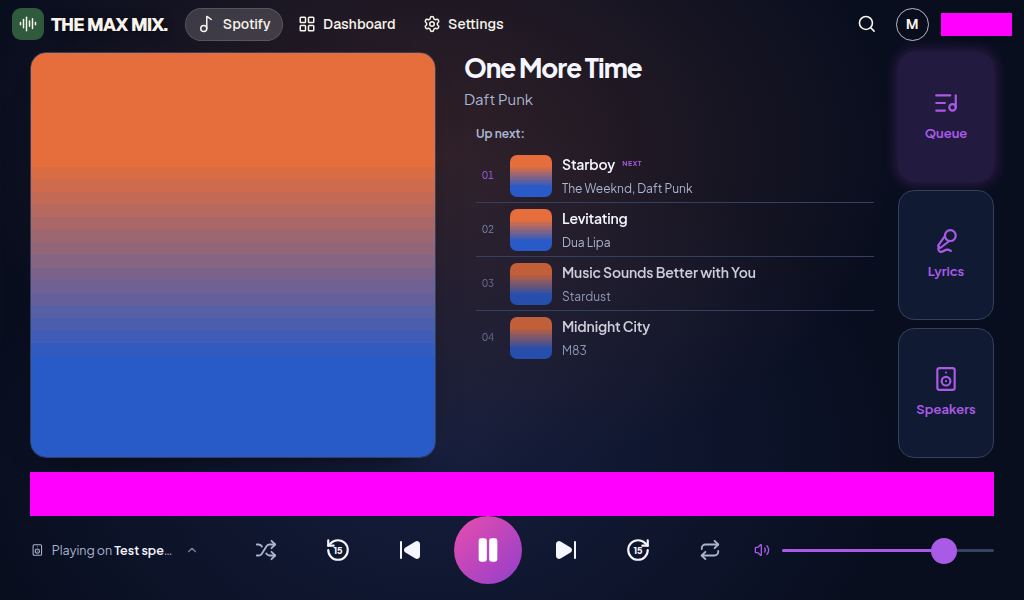 THE MAX MIX.
Spotify
Dashboard
Settings
M
One More Time
Daft Punk
Up next:
01
Starboy NEXT
The Weeknd, Daft Punk
02
Levitating
Dua Lipa
03
Music Sounds Better with You
Stardust
04
Midnight City
M83
Queue
Lyrics
Speakers
Playing on Test spe...
15
15